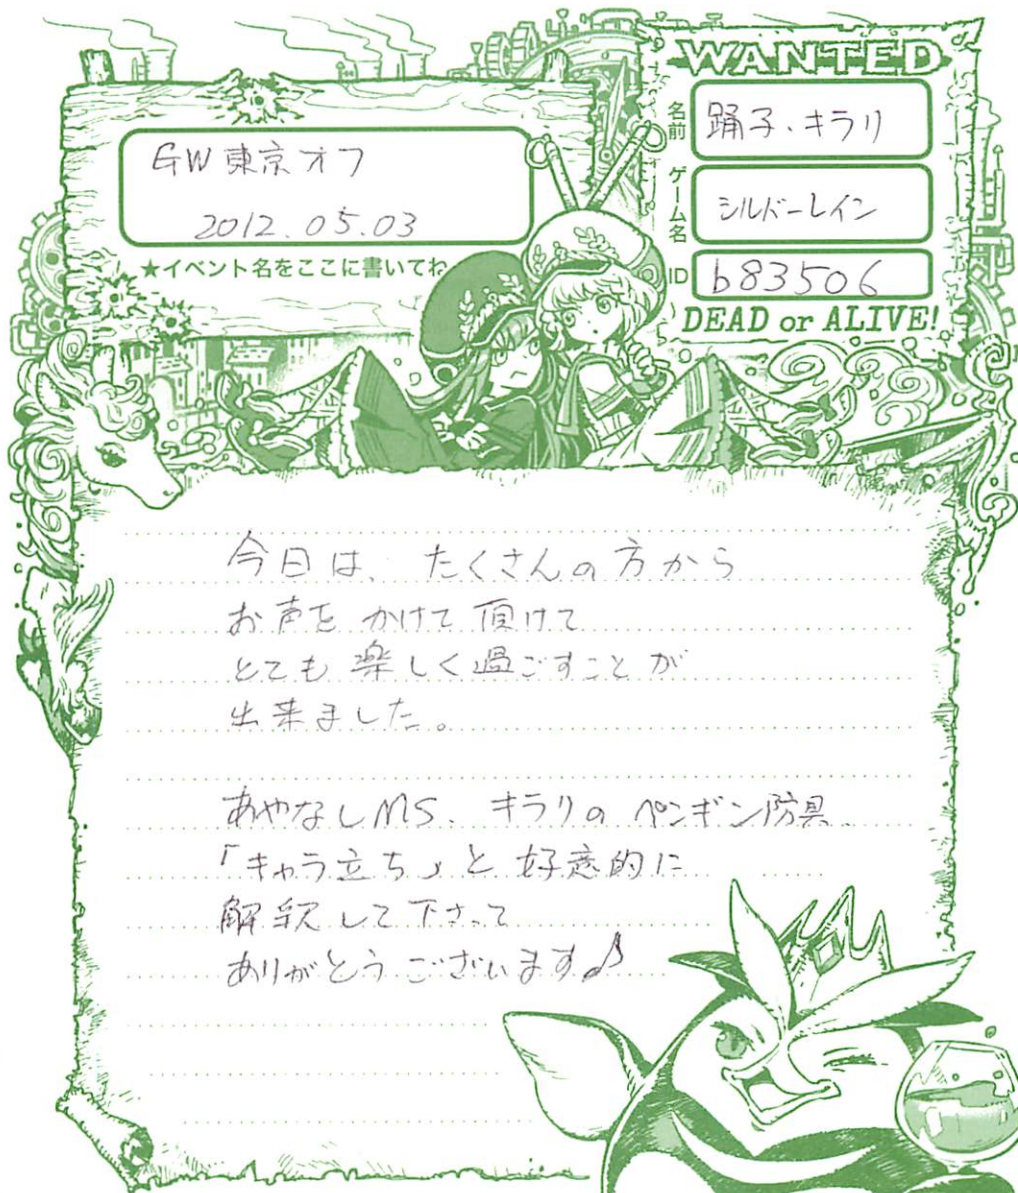 GW東京オフ
2012.05.03
★イベント名をここに書いてね
WANTED
名前
踊子・キラリ
ゲーム名
シルバーレイン
ID
b83506
DEAD or ALIVE!
今日は、たくさんの方から
お声をかけて頂けて
とても楽しく過ごすことが
出来ました。
あやなしMS、キラリのペンギン防具、
「キャラ立ち」と好意的に
解釈して下さって
ありがとうございます♪